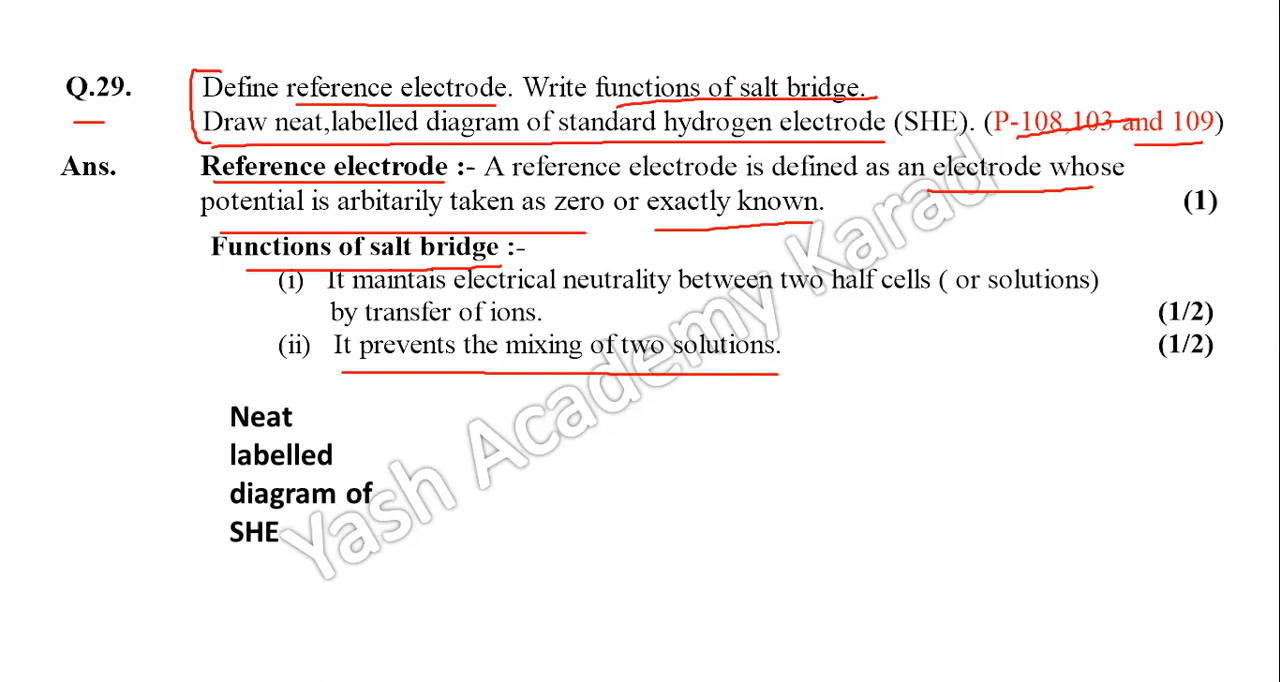 Q.29. Define reference electrode. Write functions of salt bridge.
Draw neat,labelled diagram of standard hydrogen electrode (SHE). (P-108,103 and 109)
Ans. Reference electrode :- A reference electrode is defined as an electrode whose
potential is arbitarily taken as zero or exactly known. (1)
Functions of salt bridge :-
(i) It maintais electrical neutrality between two half cells ( or solutions)
by transfer of ions. (1/2)
(ii) It prevents the mixing of two solutions. (1/2)
Neat
labelled
diagram of
SHE
Yash Academy Karad